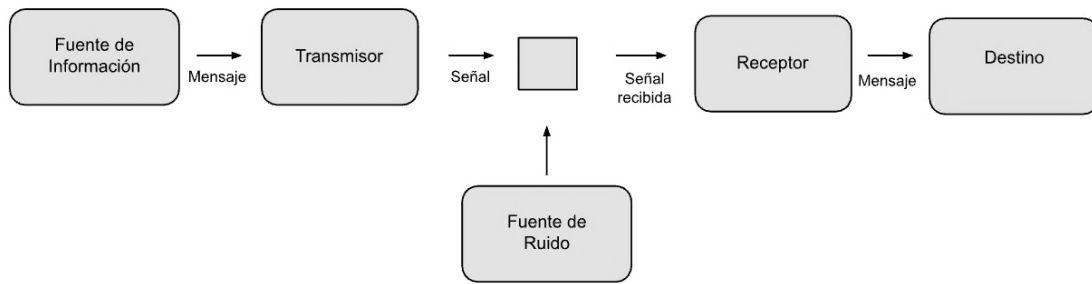 Fuente de
Información
Mensaje
Transmisor
Señal
Señal
recibida
Receptor
Mensaje
Destino
Fuente de
Ruido